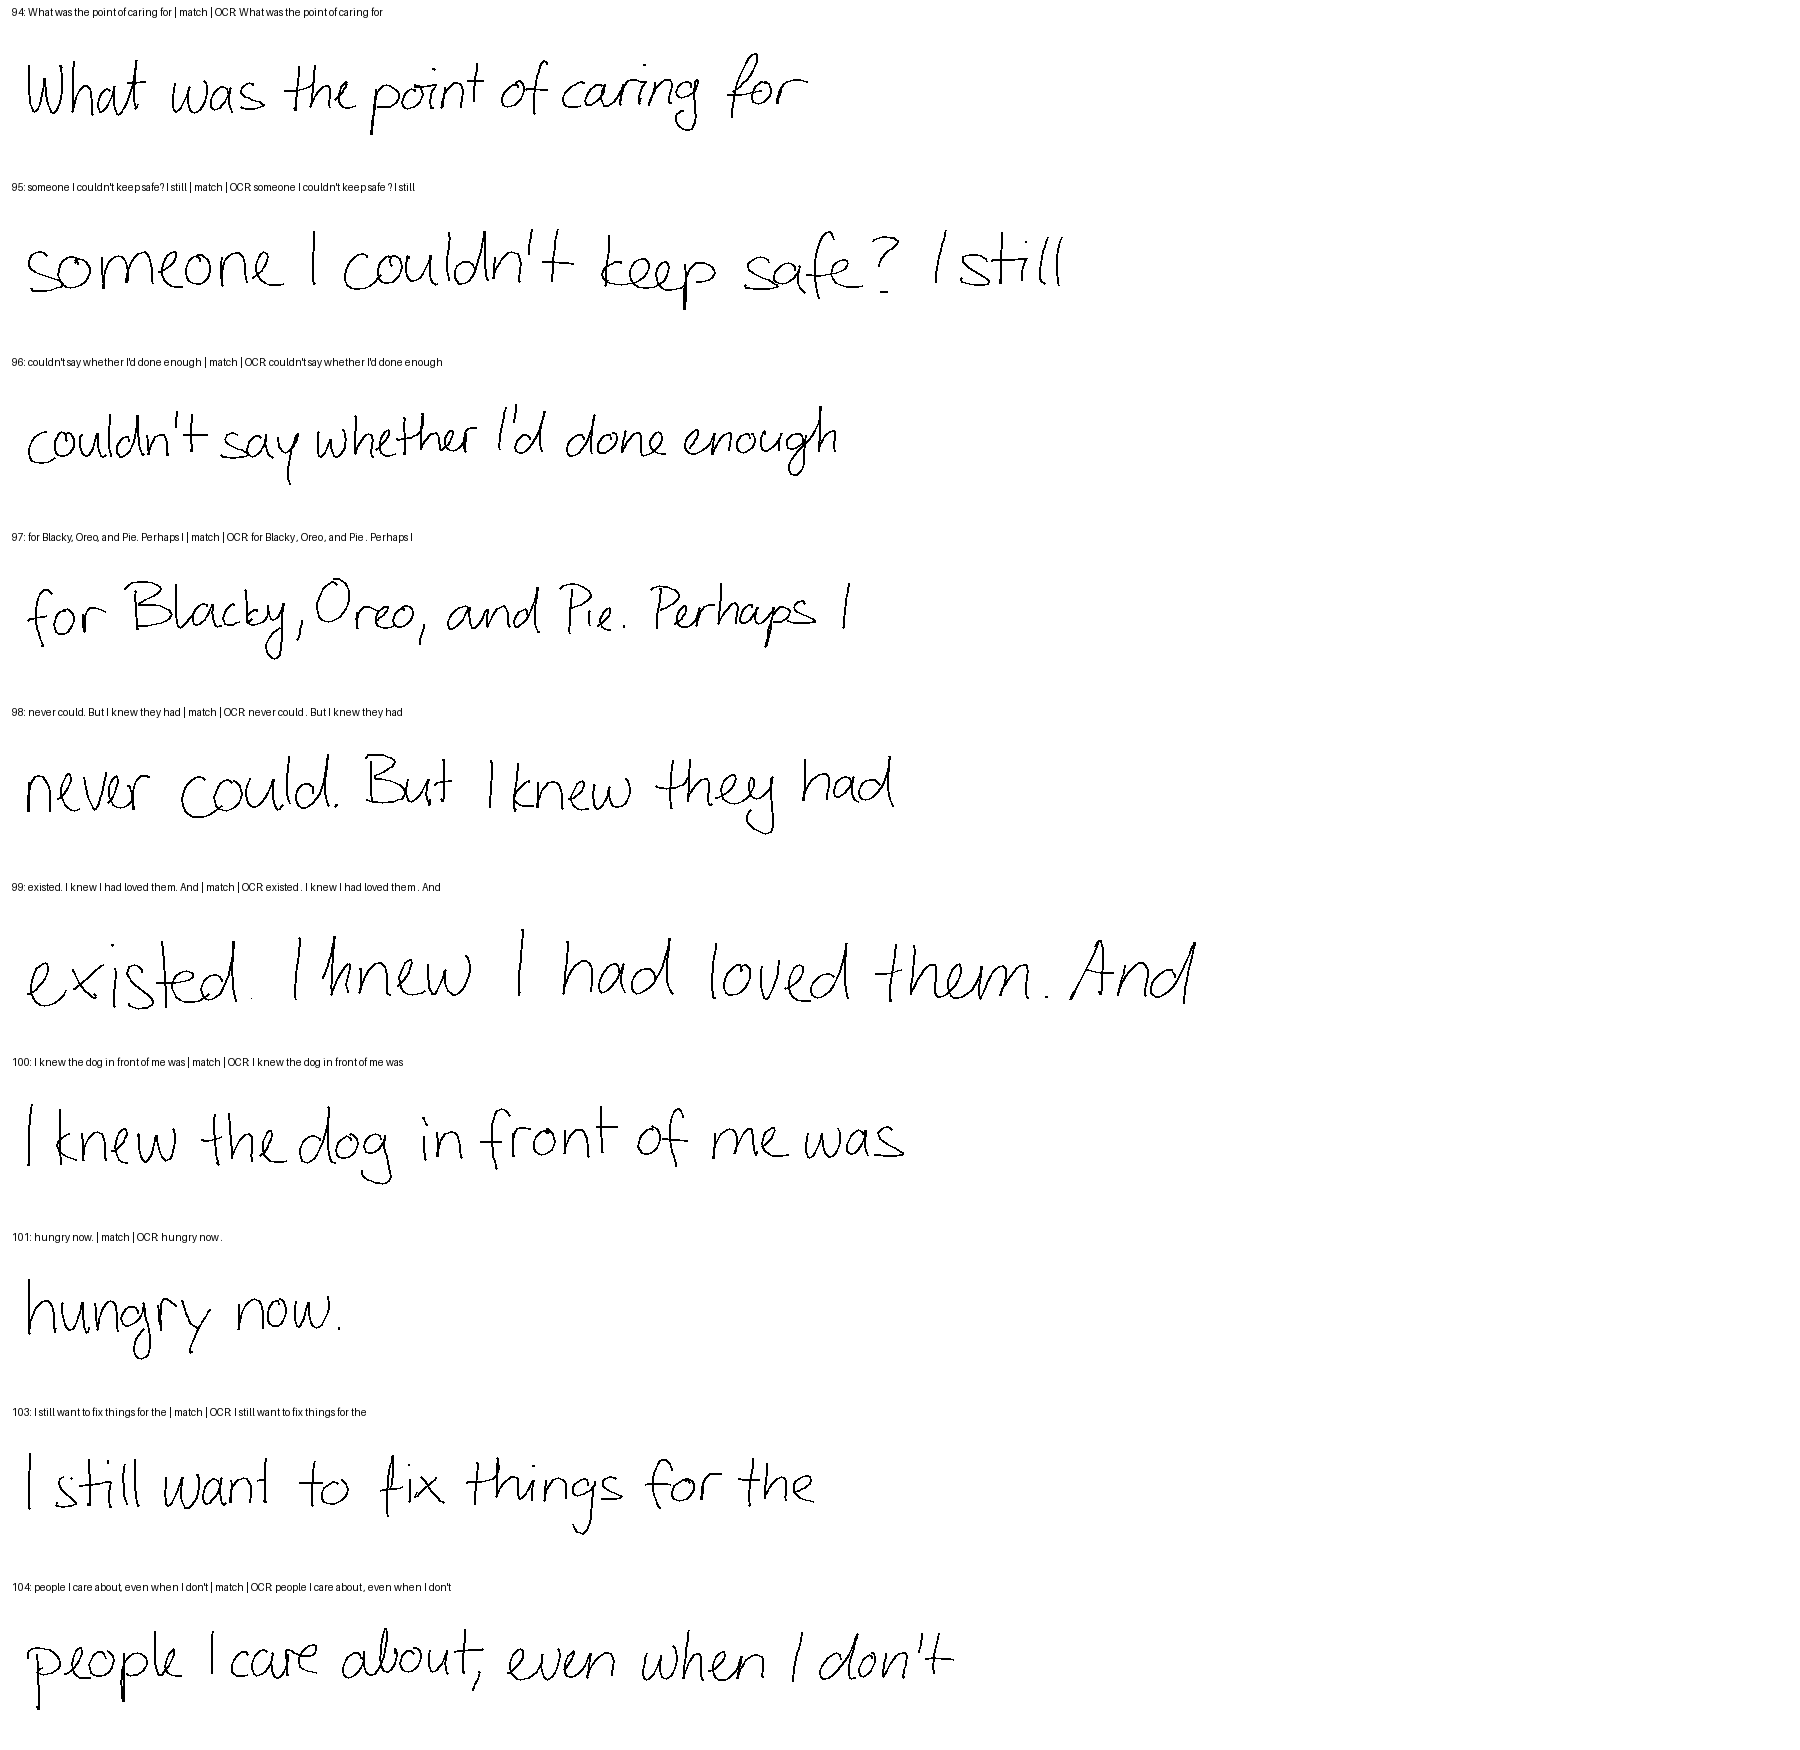 94: What was the point of caring for | match | OCR: What was the point of caring for
What was the point of caring for
95: someone I couldn't keep safe? I still | match | OCR: someone I couldn't keep safe ? I still
someone I couldn't keep safe? I still
96: couldn't say whether I'd done enough | match | OCR: couldn't say whether I'd done enough
couldn't say whether I'd done enough
97: for Blacky, Oreo, and Pie. Perhaps I | match | OCR: for Blacky, Oreo, and Pie . Perhaps I
for Blacky, Oreo, and Pie. Perhaps I
98: never could. But I knew they had | match | OCR: never could . But I knew they had
never could. But I knew they had
99: existed. I knew I had loved them. And | match | OCR: existed . I knew I had loved them . And
existed. I knew I had loved them. And
100: I knew the dog in front of me was | match | OCR: I knew the dog in front of me was
I knew the dog in front of me was
101: hungry now. | match | OCR: hungry now .
hungry now.
103: I still want to fix things for the | match | OCR: I still want to fix things for the
I still want to fix things for the
104: people I care about, even when I don't | match | OCR: people I care about, even when I don't
people I care about, even when I don't